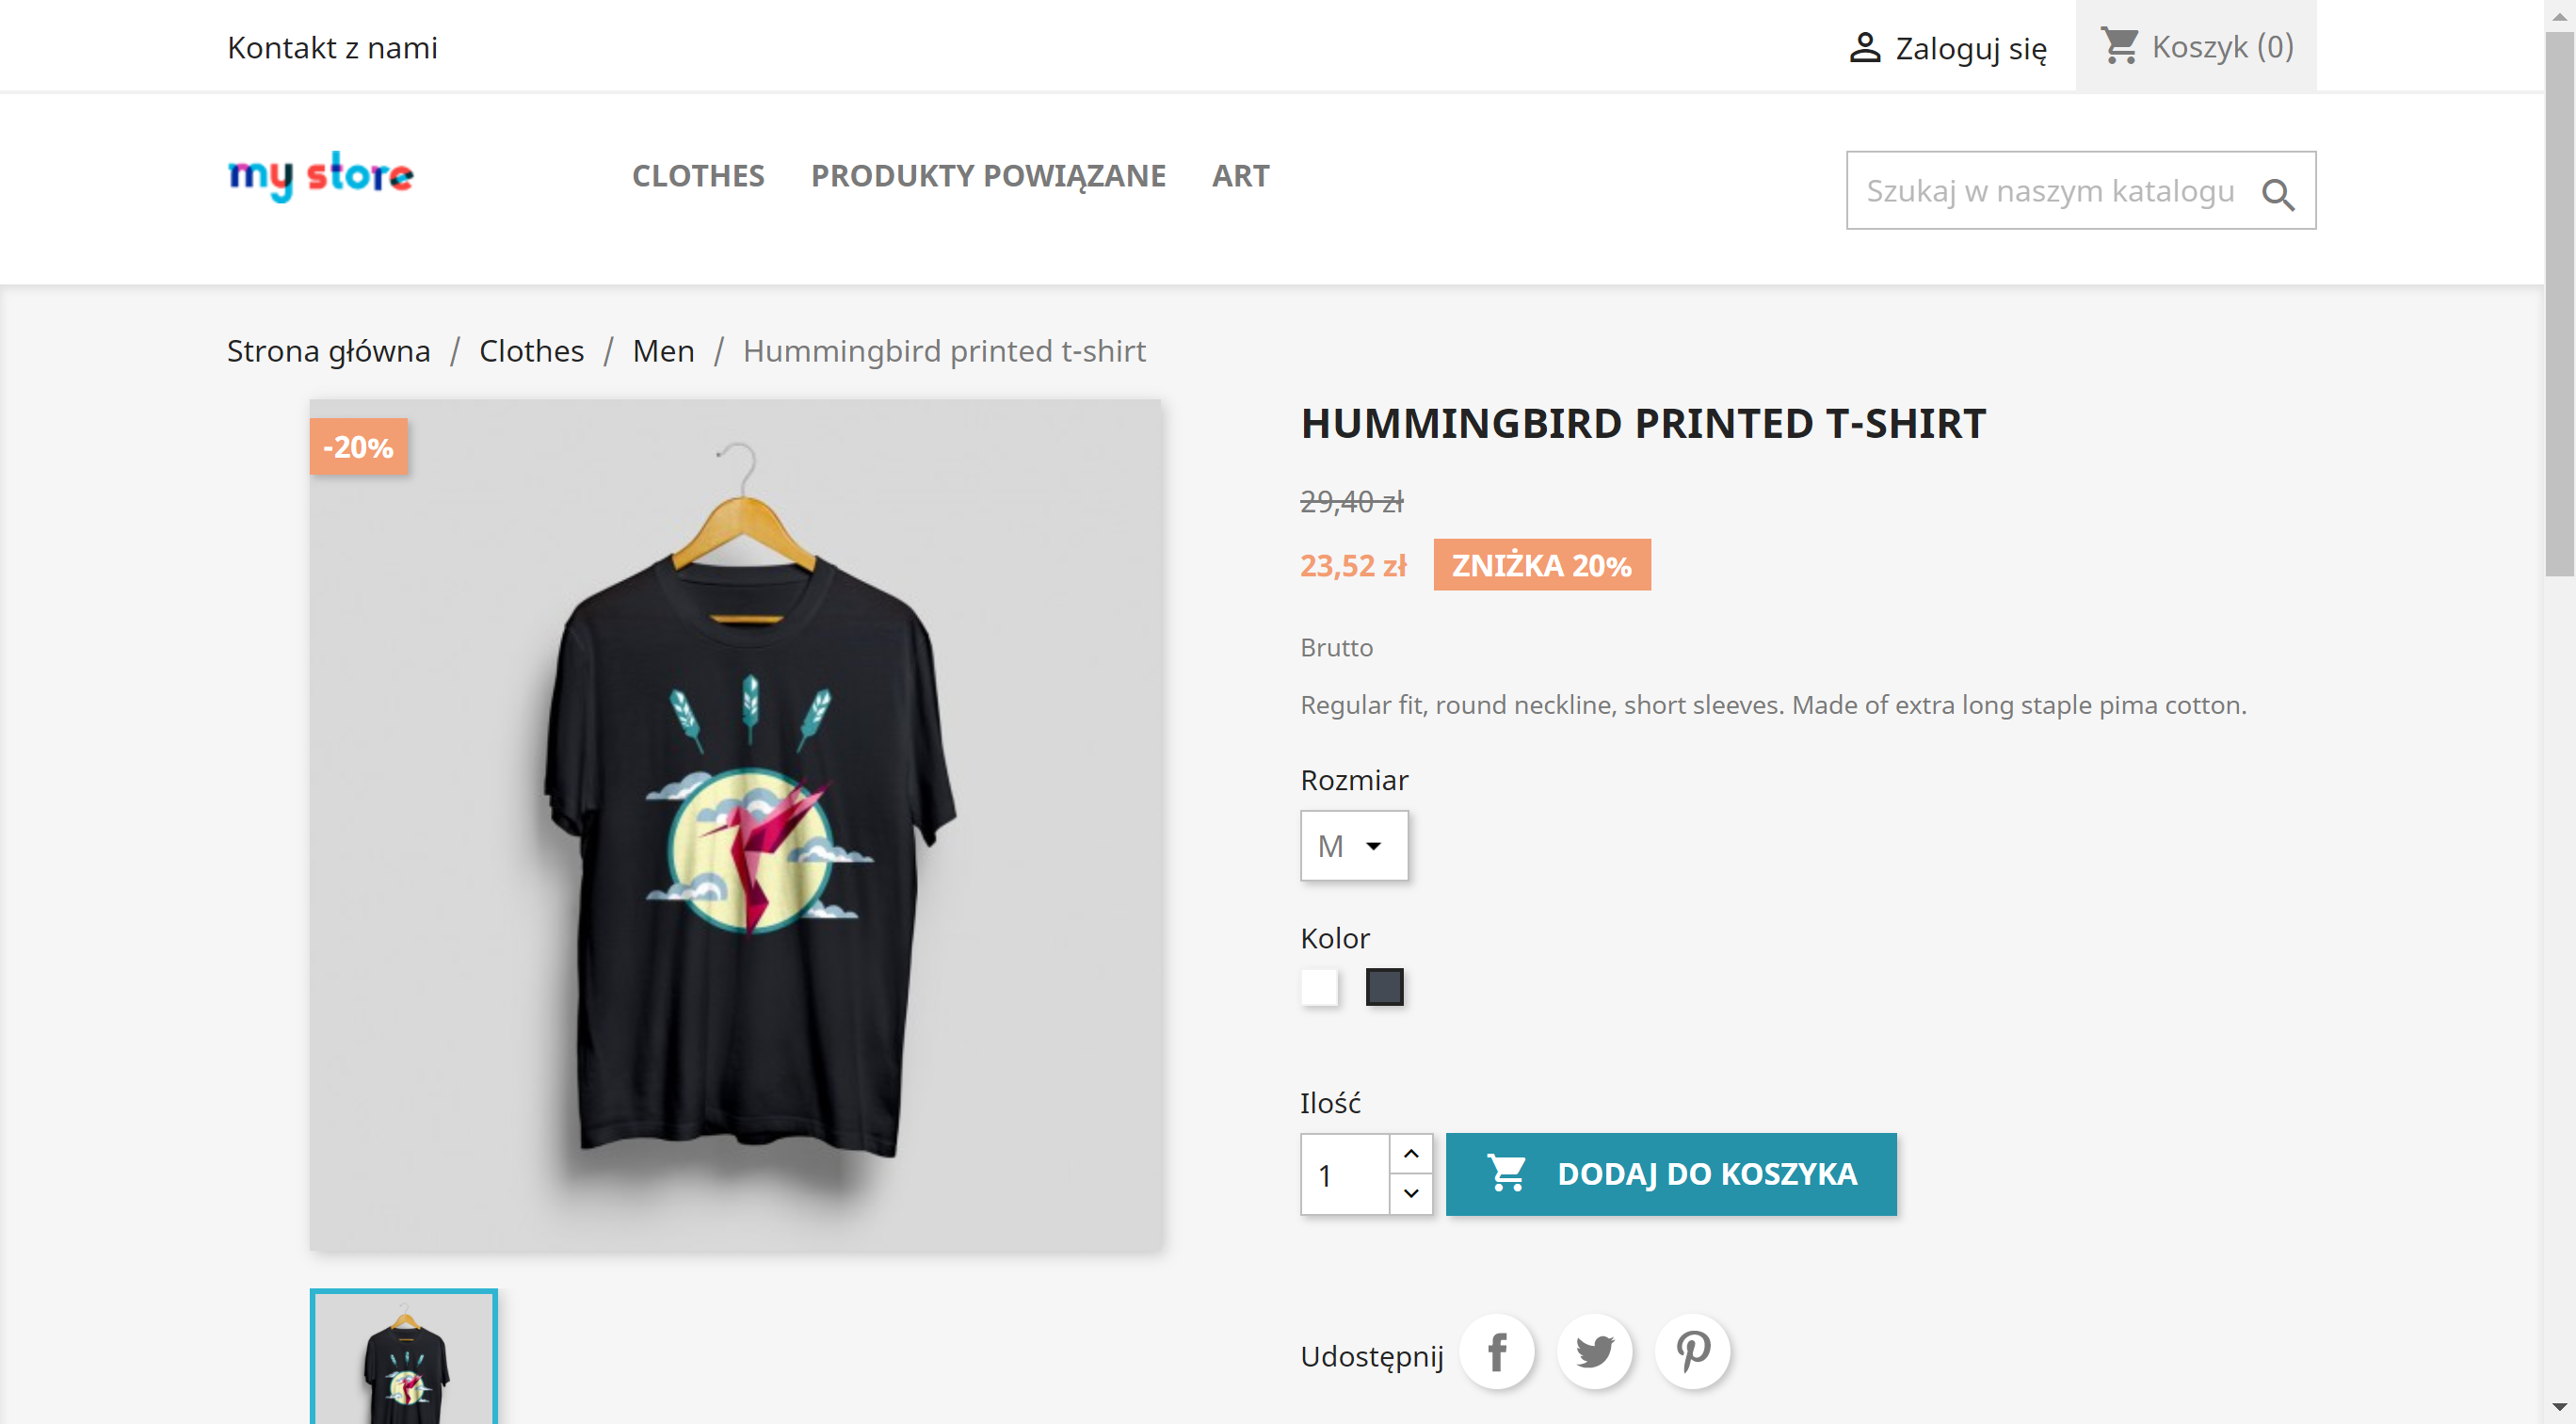 Kontakt z nami
Zaloguj się
Koszyk (0)
my store
CLOTHES PRODUKTY POWIĄZANE ART
Szukaj w naszym katalogu
Strona główna / Clothes / Men / Hummingbird printed t-shirt
-20%
HUMMINGBIRD PRINTED T-SHIRT
29,40 zł
23,52 zł ZNIŻKA 20%
Brutto
Regular fit, round neckline, short sleeves. Made of extra long staple pima cotton.
Rozmiar
M
Kolor
Ilość
1
DODAJ DO KOSZYKA
Udostępnij